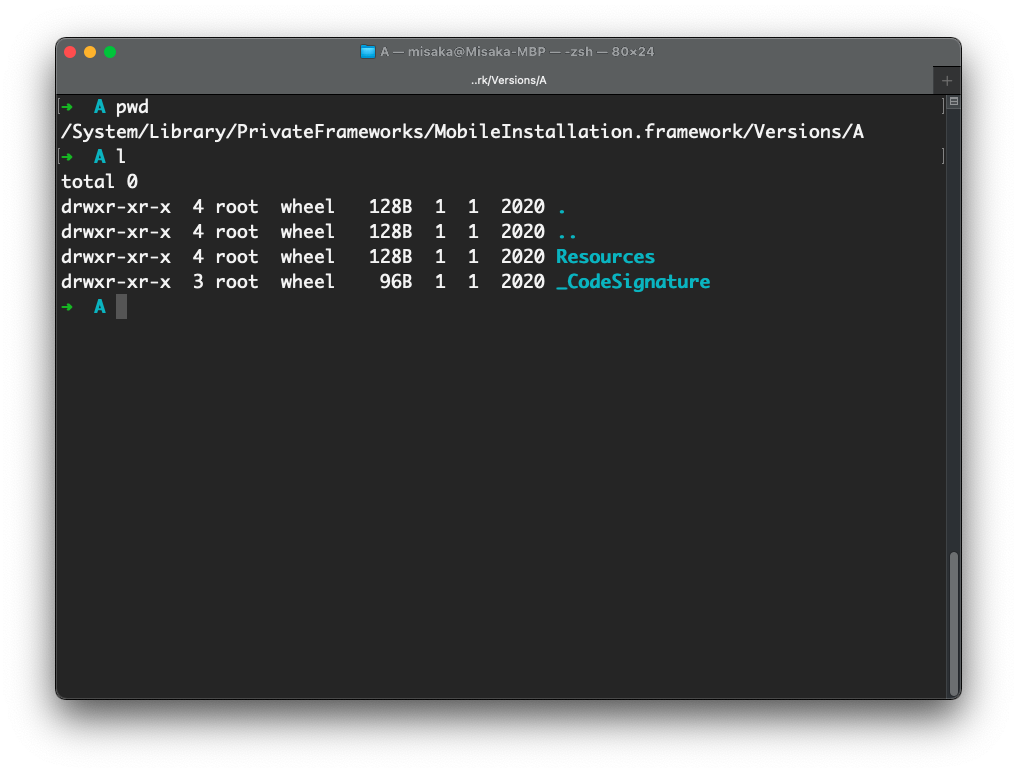 A — misaka@Misaka-MBP — -zsh — 80×24
..rk/Versions/A
+
[➜  A pwd ]
/System/Library/PrivateFrameworks/MobileInstallation.framework/Versions/A
[➜  A l ]
total 0
drwxr-xr-x  4 root  wheel   128B  1  1  2020 .
drwxr-xr-x  4 root  wheel   128B  1  1  2020 ..
drwxr-xr-x  4 root  wheel   128B  1  1  2020 Resources
drwxr-xr-x  3 root  wheel    96B  1  1  2020 _CodeSignature
➜  A